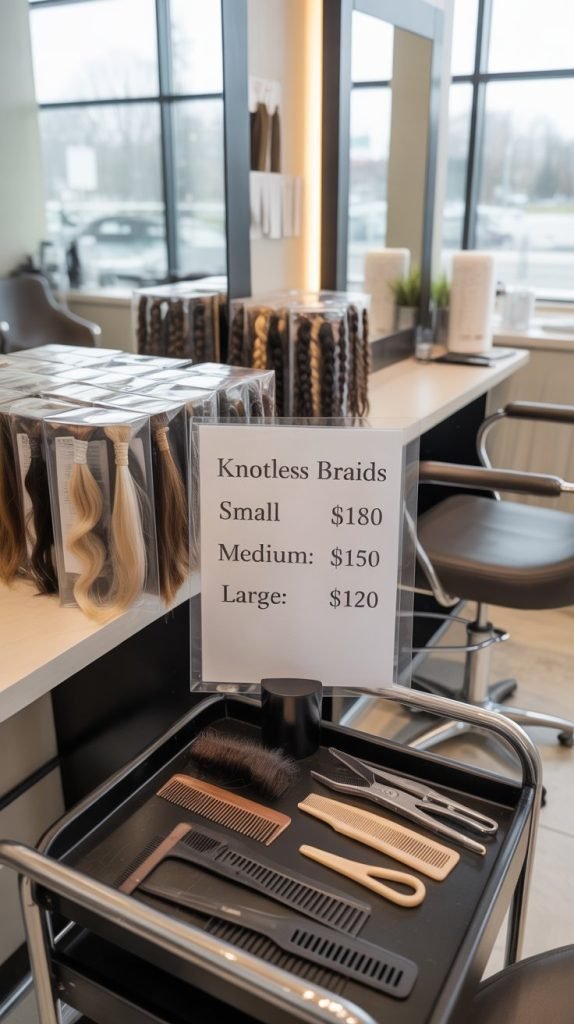 Knotless Braids
Small $180
Medium: $150
Large: $120